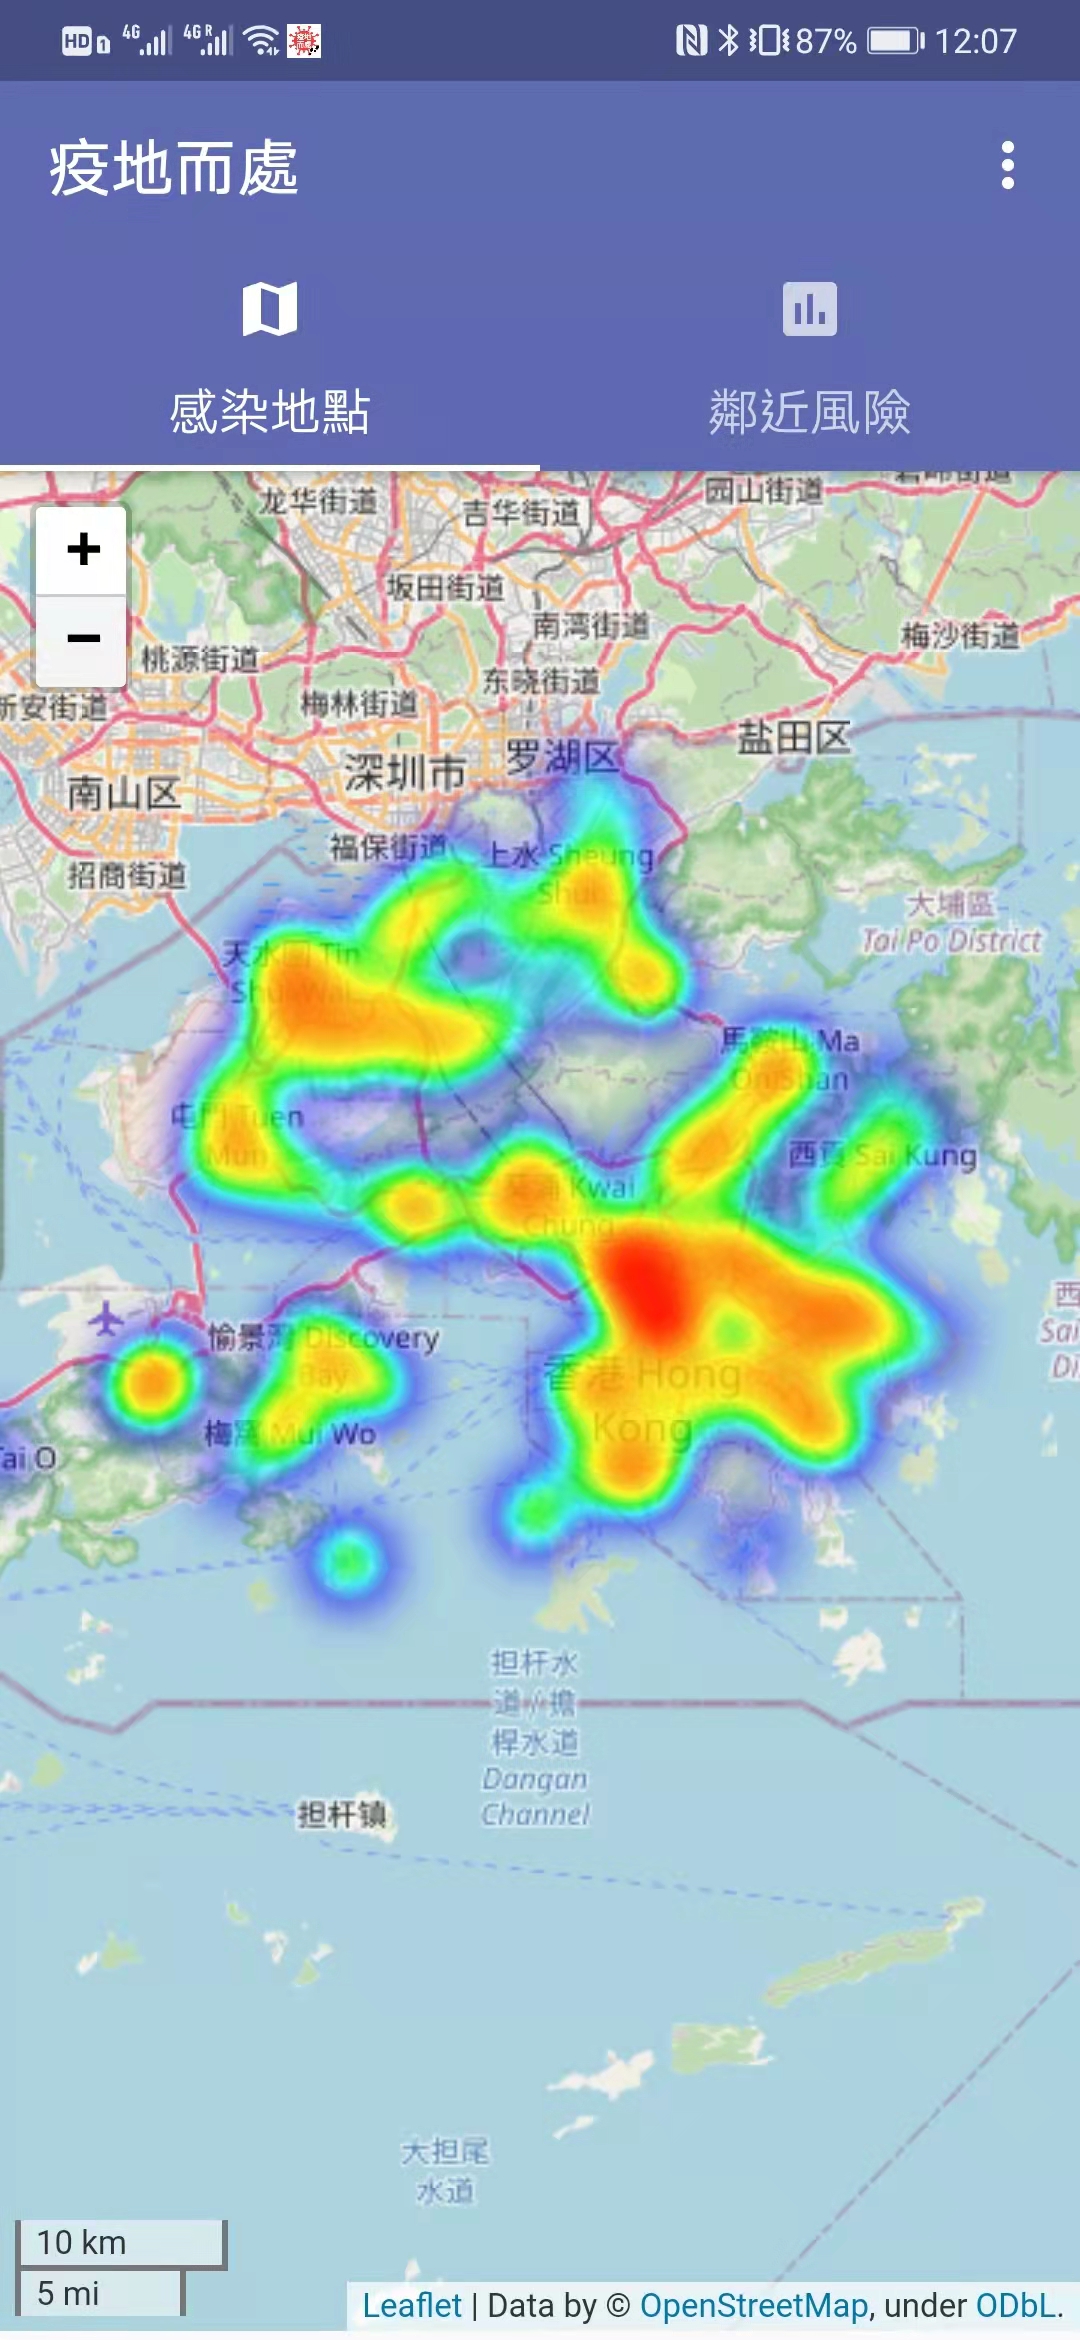 HD 1 4G 4G R 87% 12:07
疫地而處
感染地點 鄰近風險
龙华街道
吉华街道
园山街道
+
坂田街道
南湾街道
梅沙街道
−
桃源街道
东晓街道
新安街道
梅林街道
罗湖区
盐田区
深圳市
南山区
福保街道
上水 Sheung
Shui
招商街道
大埔區
Tai Po District
天水圍 Tin
Shui Wai
馬鞍山 Ma
On Shan
屯門 Tuen
Mun
西貢 Sai Kung
葵涌 Kwai
Chung
愉景灣 Discovery
Bay
西
Sai
Di
香港 Hong
Kong
梅窩 Mui Wo
Tai O
担杆水
道 / 擔
桿水道
Dangan
Channel
担杆镇
大担尾
水道
10 km
5 mi
Leaflet | Data by © OpenStreetMap, under ODbL.